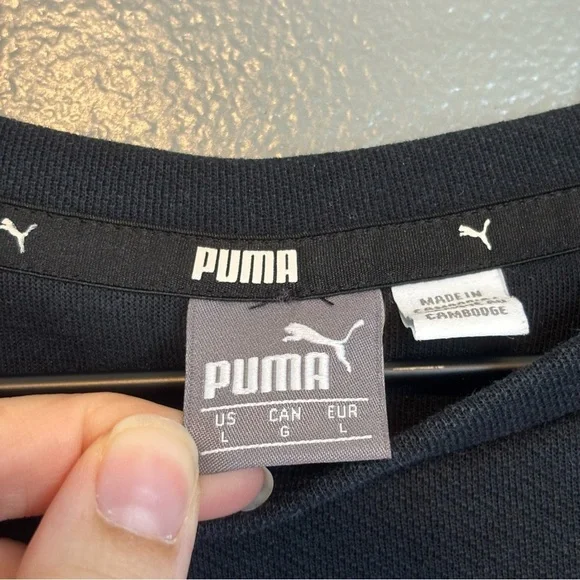 PUMA
PUMA
US CAN EUR
L G L
MADE IN
CAMBODGE